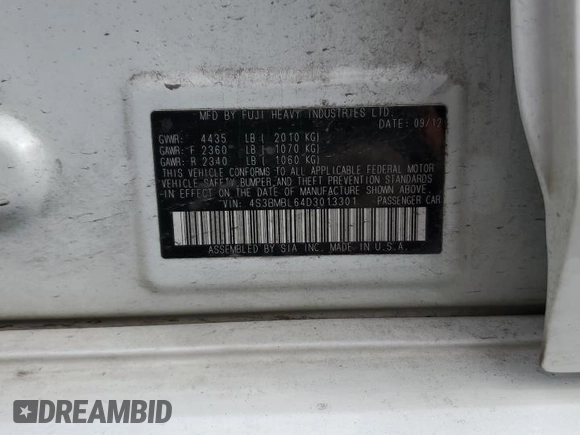 MFD BY FUJI HEAVY INDUSTRIES LTD.
DATE: 09/12
GVWR: 4435 LB ( 2010 KG)
GAWR: F 2360 LB ( 1070 KG)
GAWR: R 2340 LB ( 1060 KG)
THIS VEHICLE CONFORMS TO ALL APPLICABLE FEDERAL MOTOR
VEHICLE-SAFETY BUMPER, AND THEFT PREVENTION STANDARDS
IN EFFECT ON THE DATE OF MANUFACTURE SHOWN ABOVE.
VIN: 4S3BMBL64D3013301 PASSENGER CAR
ASSEMBLED BY SIA INC. MADE IN U.S.A.
DREAMBID